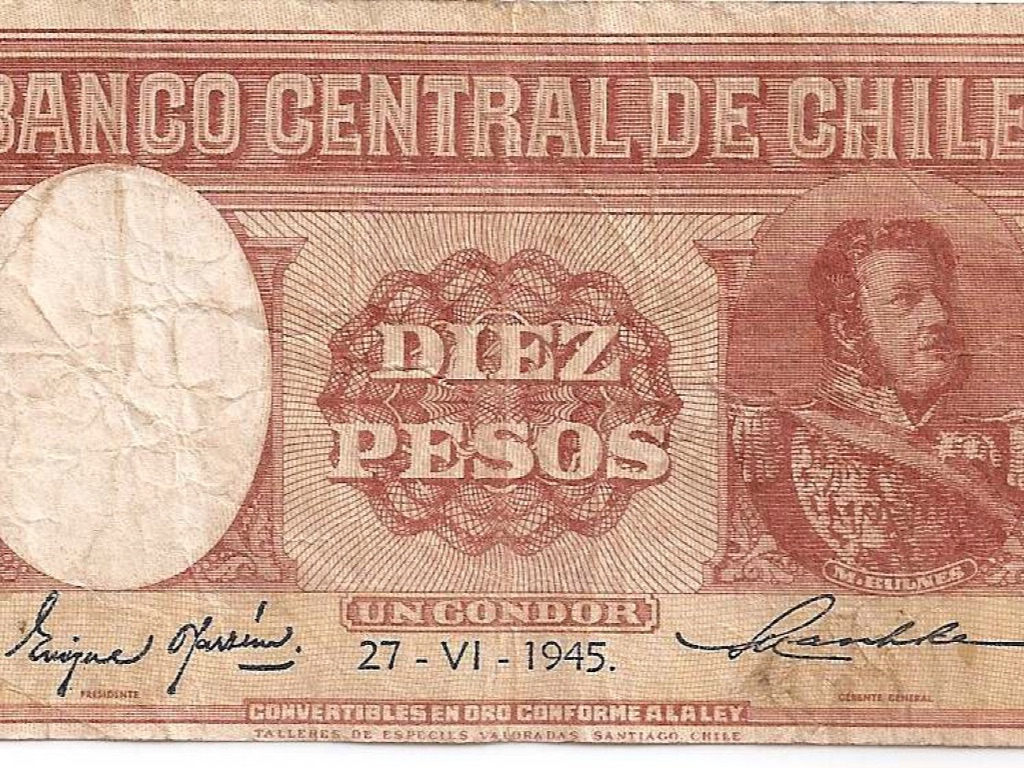 BANCO CENTRAL DE CHILE
DIEZ
PESOS
M. BULNES
UN CONDOR
27 - VI - 1945.
PRESIDENTE
GERENTE GENERAL
CONVERTIBLES EN ORO CONFORME A LA LEY
TALLERES DE ESPECIES VALORADAS SANTIAGO, CHILE